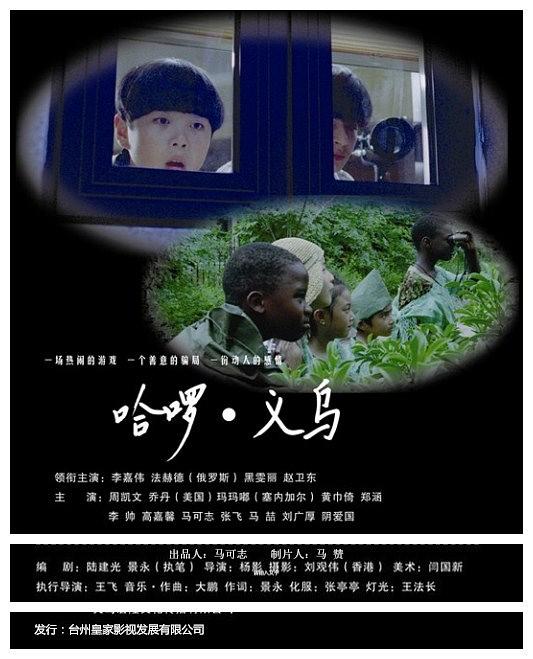 一场热闹的游戏 一个善意的骗局 一份动人的感情
哈啰·义乌
领衔主演：李嘉伟 法赫德（俄罗斯）黑雯丽 赵卫东
主 演：周凯文 乔丹（美国）玛玛嘟（塞内加尔）黄巾倚 郑涵
李 帅 高嘉馨 马可志 张飞 马 喆 刘广厚 阴爱国
出品人：马可志 制片人：马 赞
编 剧：陆建光 景永（执笔）导演：杨影 摄影：刘观伟（香港）美术：闫国新
执行导演：王飞 音乐·作曲：大鹏 作词：景永 化服：张亭亭 灯光：王法长
发行：台州皇家影视发展有限公司